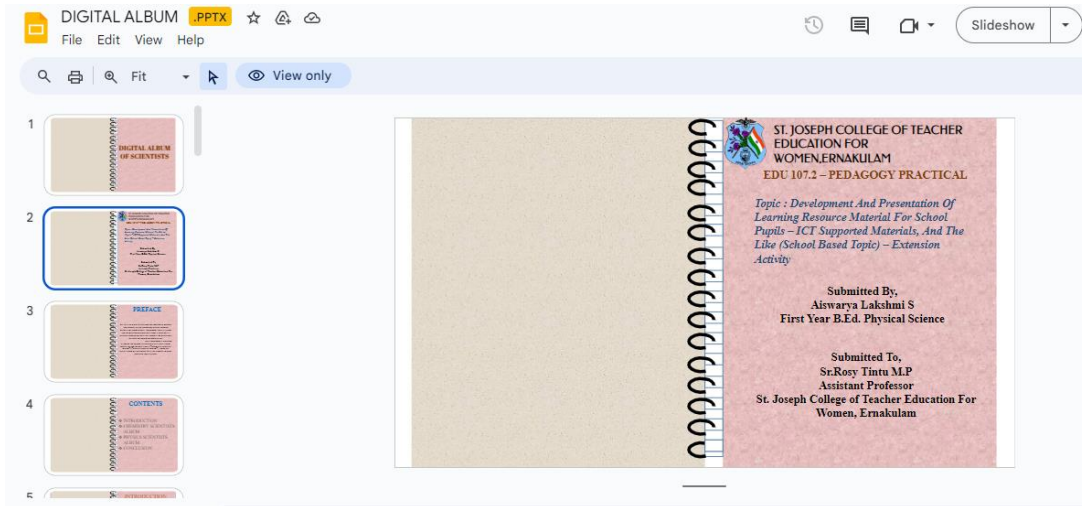 DIGITAL ALBUM .PPTX
File Edit View Help
Slideshow
Fit
View only
1
DIGITAL ALBUM
OF SCIENTISTS
2
3
PREFACE
4
CONTENTS
INTRODUCTION
CONCLUSION
5
INTRODUCTION
ST. JOSEPH COLLEGE OF TEACHER
EDUCATION FOR
WOMEN,ERNAKULAM
EDU 107.2 – PEDAGOGY PRACTICAL
Topic : Development And Presentation Of
Learning Resource Material For School
Pupils – ICT Supported Materials, And The
Like (School Based Topic) – Extension
Activity
Submitted By,
Aiswarya Lakshmi S
First Year B.Ed. Physical Science
Submitted To,
Sr.Rosy Tintu M.P
Assistant Professor
St. Joseph College of Teacher Education For
Women, Ernakulam